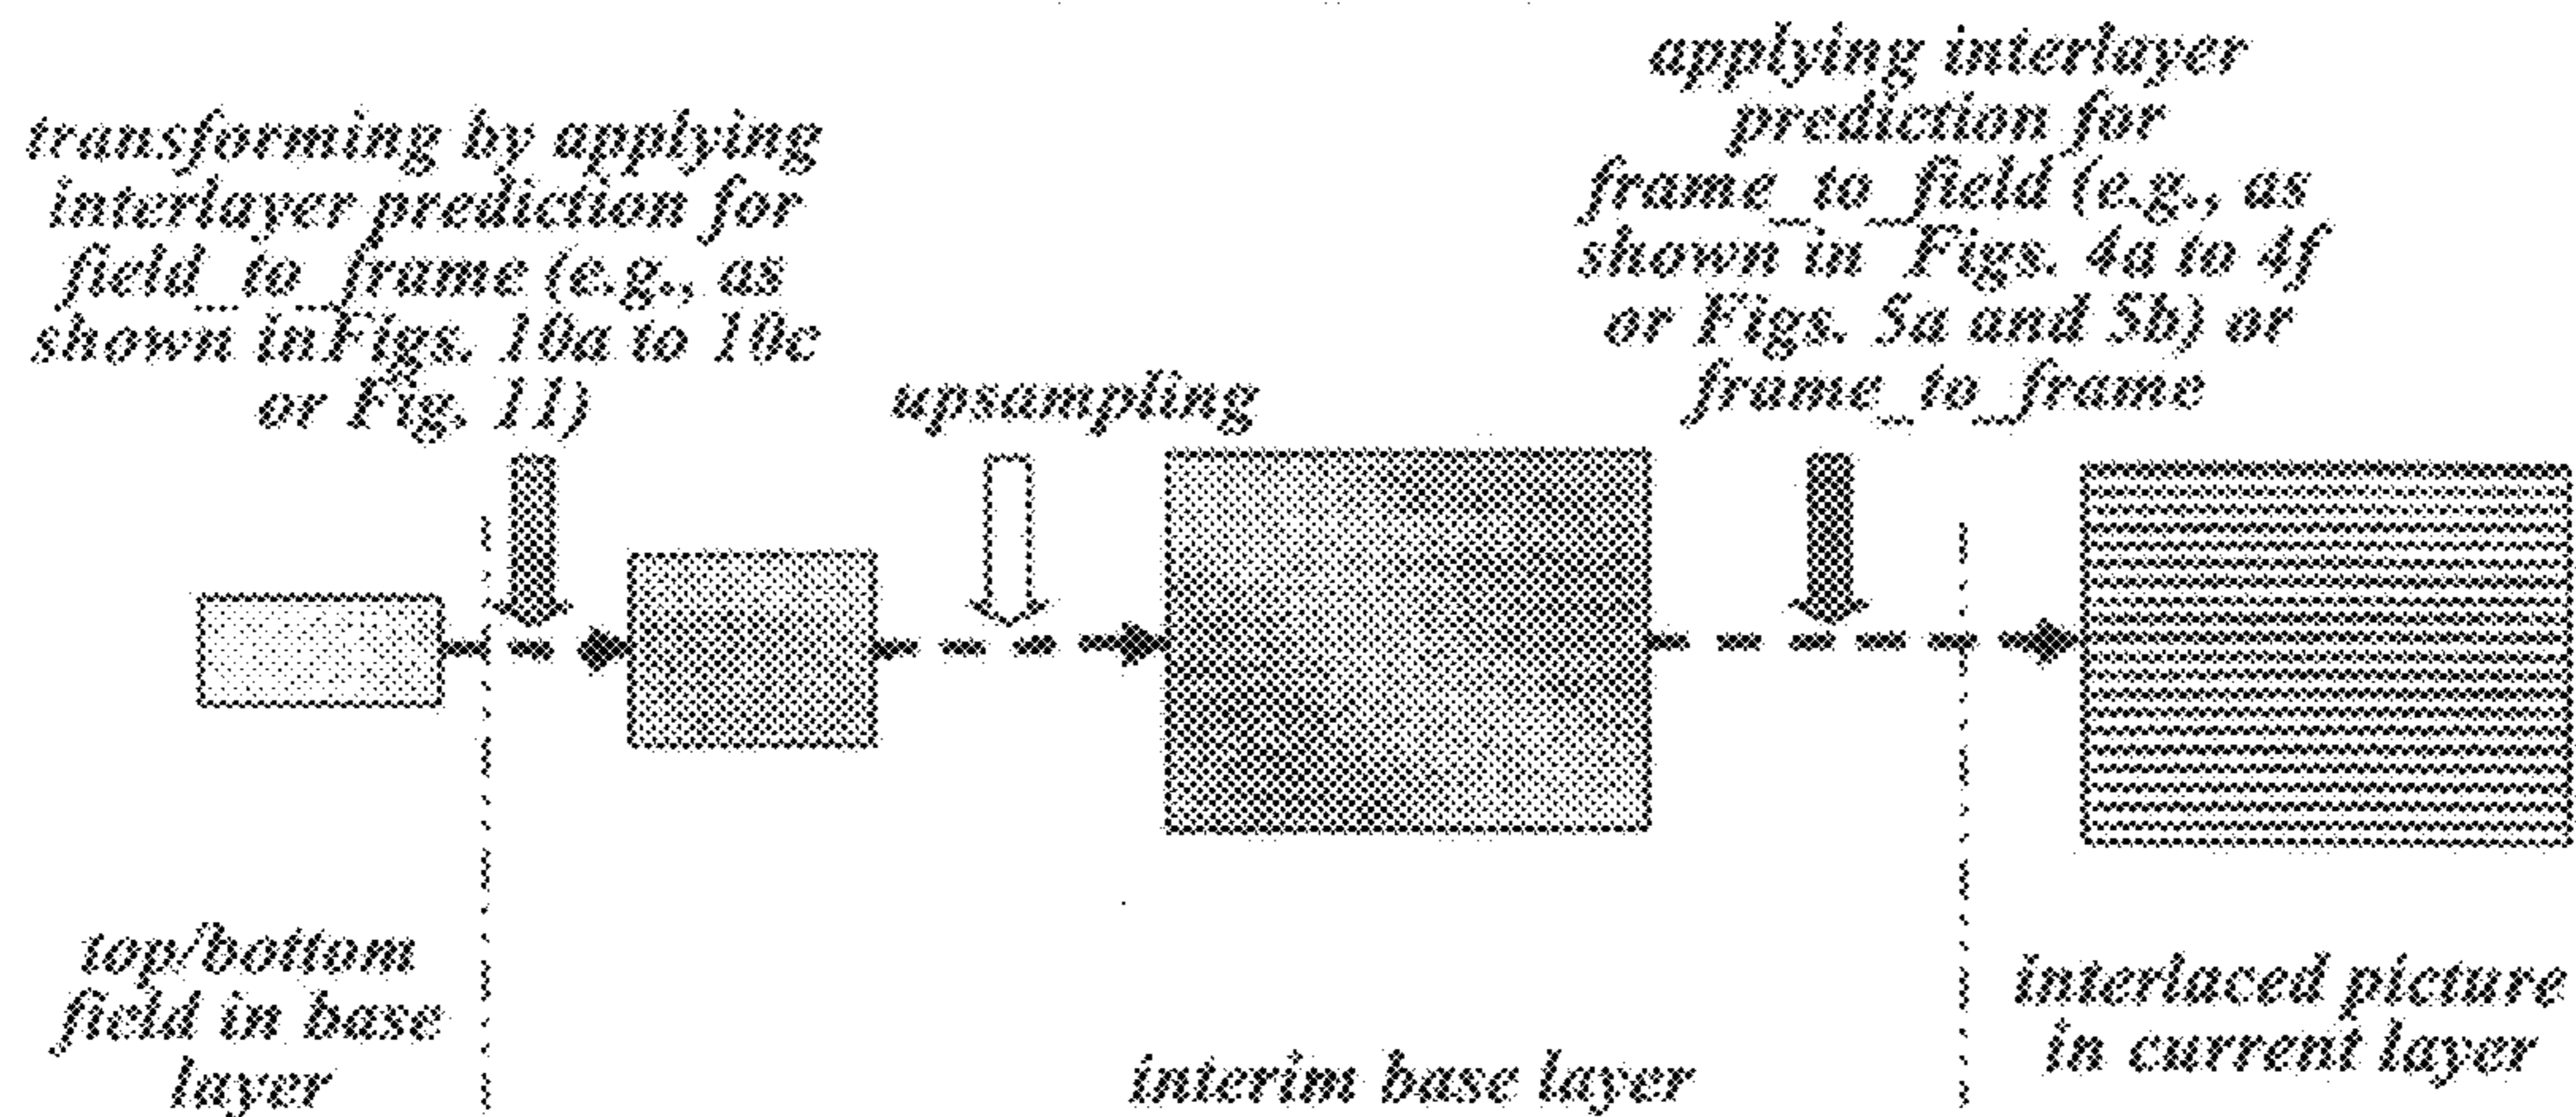 transforming by applying
interlayer prediction for
field_to_frame (e.g., as
shown in Figs. 10a to 10c
or Fig. 11)
upsampling
applying interlayer
prediction for
frame_to_field (e.g., as
shown in Figs. 4a to 4f
or Figs. 5a and 5b) or
frame_to_frame
top/bottom
field in base
layer
interim base layer
interlaced picture
in current layer